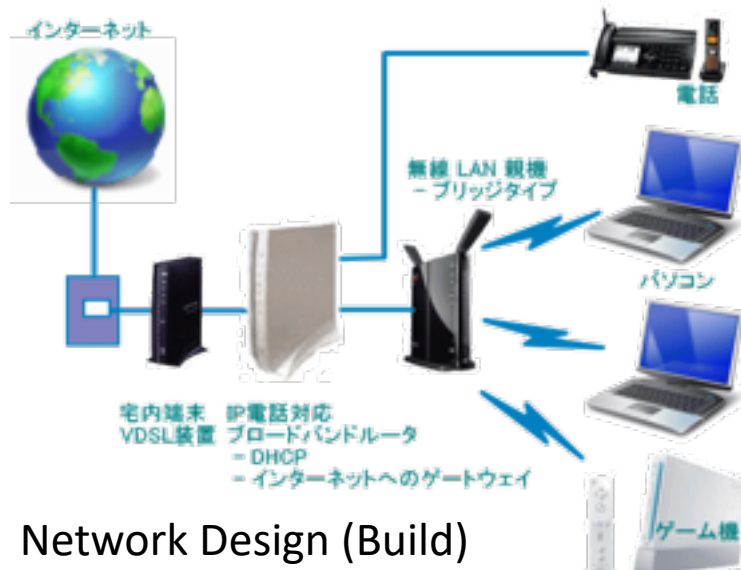 インターネット
電話
無線 LAN 親機
- ブリッジタイプ
パソコン
宅内端末 IP電話対応
VDSL装置 ブロードバンドルータ
- DHCP
- インターネットへのゲートウェイ
ゲーム機
Network Design (Build)